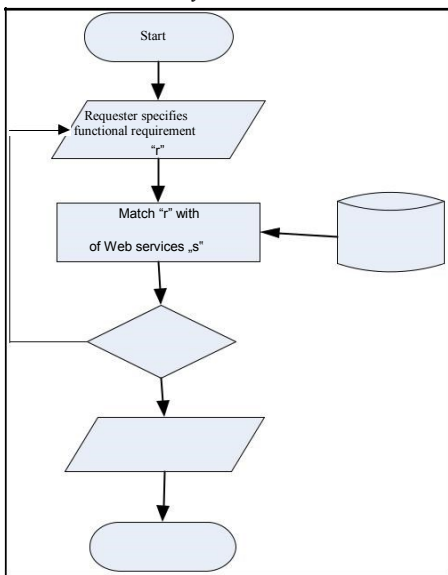 Start
Requester specifies
functional requirement
“r”
Match “r” with
of Web services „s”